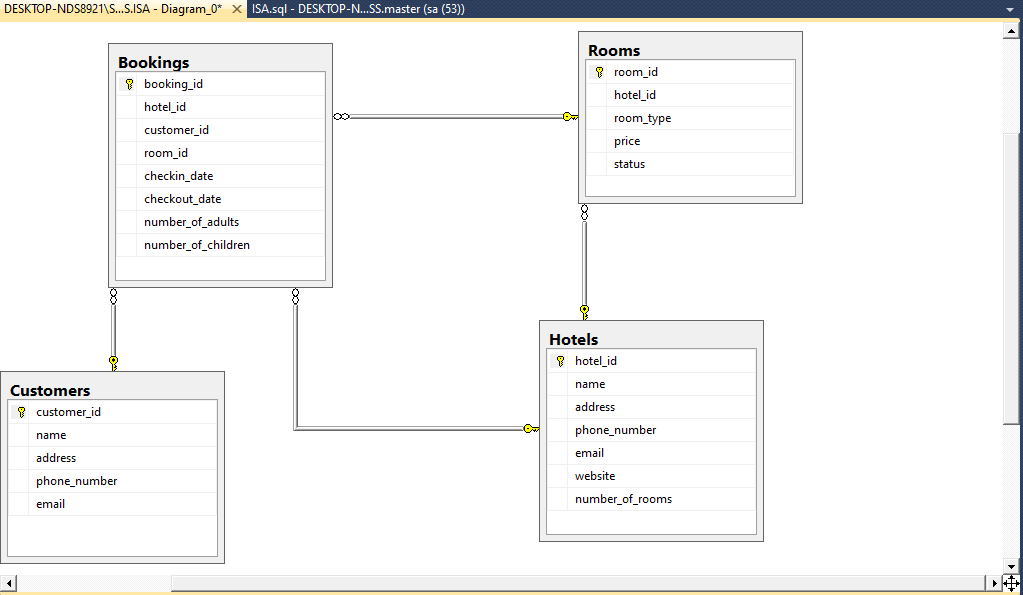 DESKTOP-NDS8921\S...S.ISA - Diagram_0*
ISA.sql - DESKTOP-N...SS.master (sa (53))
Bookings
booking_id
hotel_id
customer_id
room_id
checkin_date
checkout_date
number_of_adults
number_of_children
Rooms
room_id
hotel_id
room_type
price
status
Customers
customer_id
name
address
phone_number
email
Hotels
hotel_id
name
address
phone_number
email
website
number_of_rooms